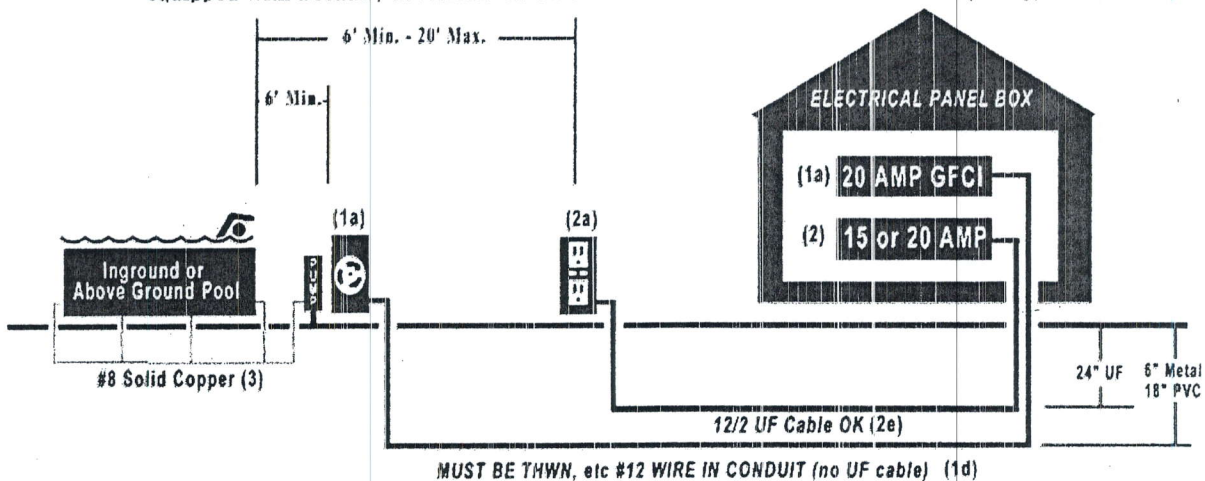 6' Min. - 20' Max.
6' Min.
ELECTRICAL PANEL BOX
(1a) 20 AMP GFCI
(2) 15 or 20 AMP
(1a)
(2a)
PUMP
Inground or
Above Ground Pool
#8 Solid Copper (3)
24" UF
6" Metal
18" PVC
12/2 UF Cable OK (2e)
MUST BE THWN, etc #12 WIRE IN CONDUIT (no UF cable) (1d)